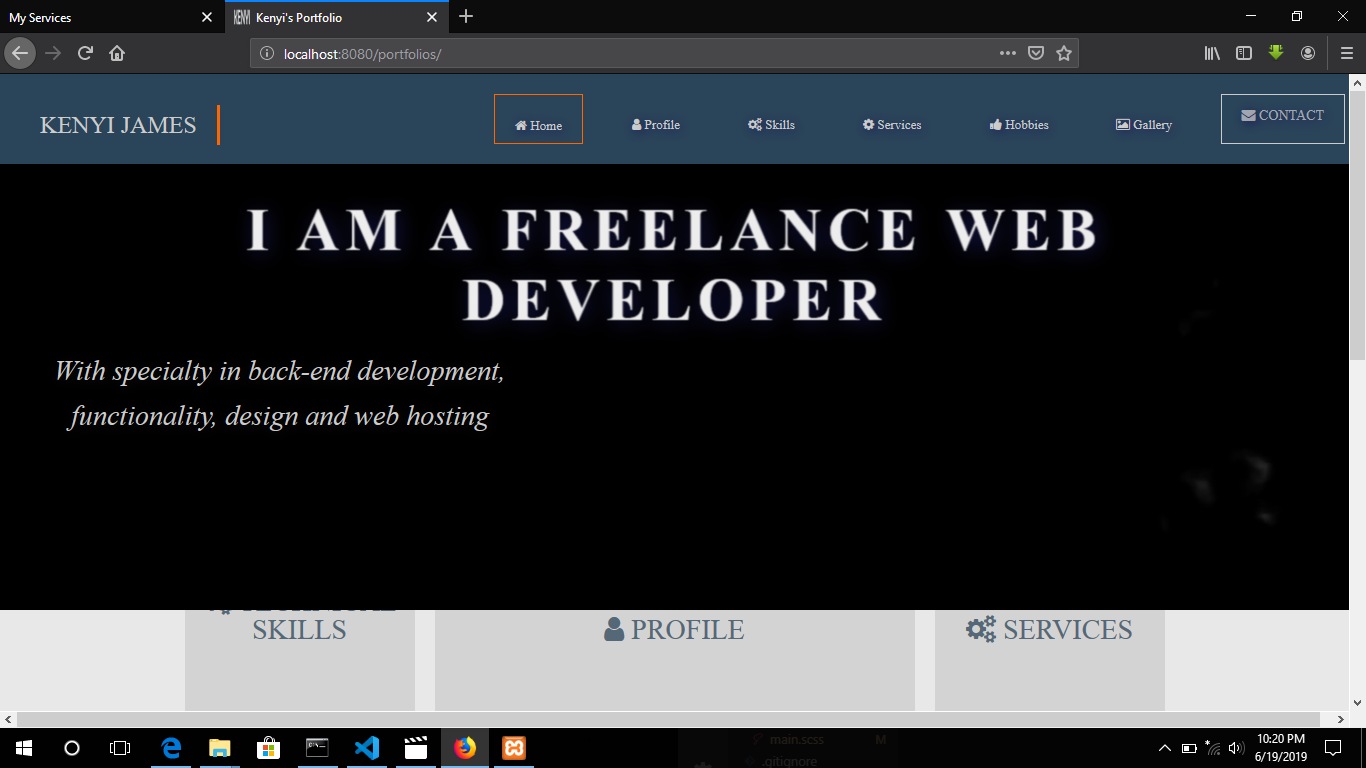 My Services
KENYI Kenyi's Portfolio
localhost:8080/portfolios/
KENYI JAMES
Home
Profile
Skills
Services
Hobbies
Gallery
CONTACT
I AM A FREELANCE WEB
DEVELOPER
With specialty in back-end development,
functionality, design and web hosting
SKILLS
PROFILE
SERVICES
main.scss M
.gitignore
10:20 PM
6/19/2019